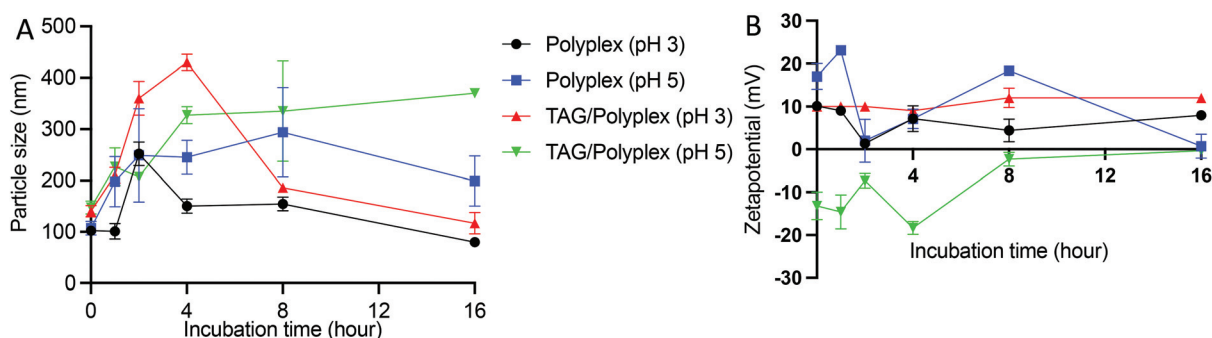 A
Particle size (nm)
500
400
300
200
100
0
0
4
8
12
16
Incubation time (hour)
Polyplex (pH 3)
Polyplex (pH 5)
TAG/Polyplex (pH 3)
TAG/Polyplex (pH 5)
B
Zetapotential (mV)
30
20
10
0
-10
-20
-30
4
8
12
16
Incubation time (hour)